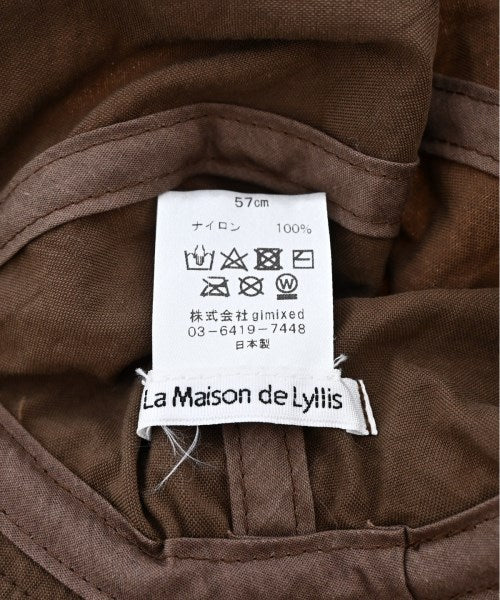 57cm
ナイロン 100%
W
株式会社gimixed
03-6419-7448
日本製
La Maison de Lyllis